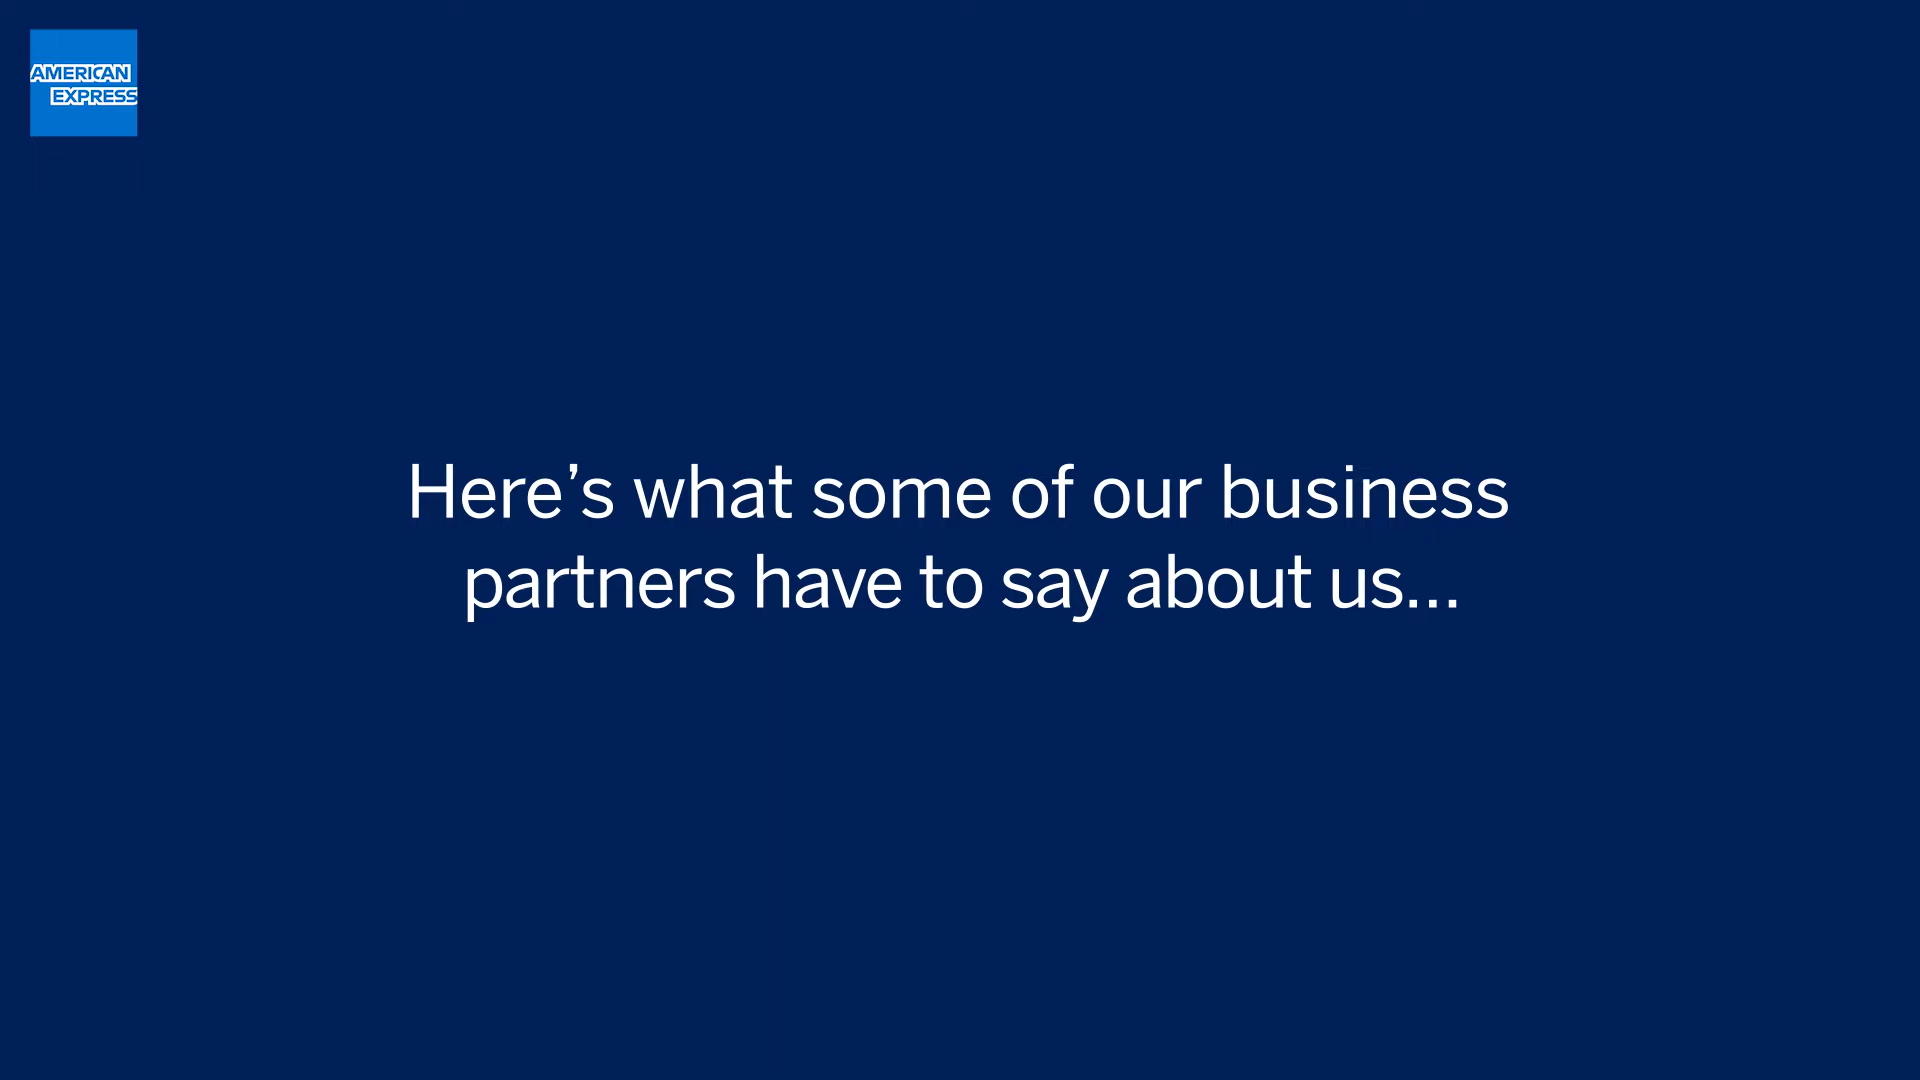 AMERICAN
EXPRESS
Here’s what some of our business
partners have to say about us...